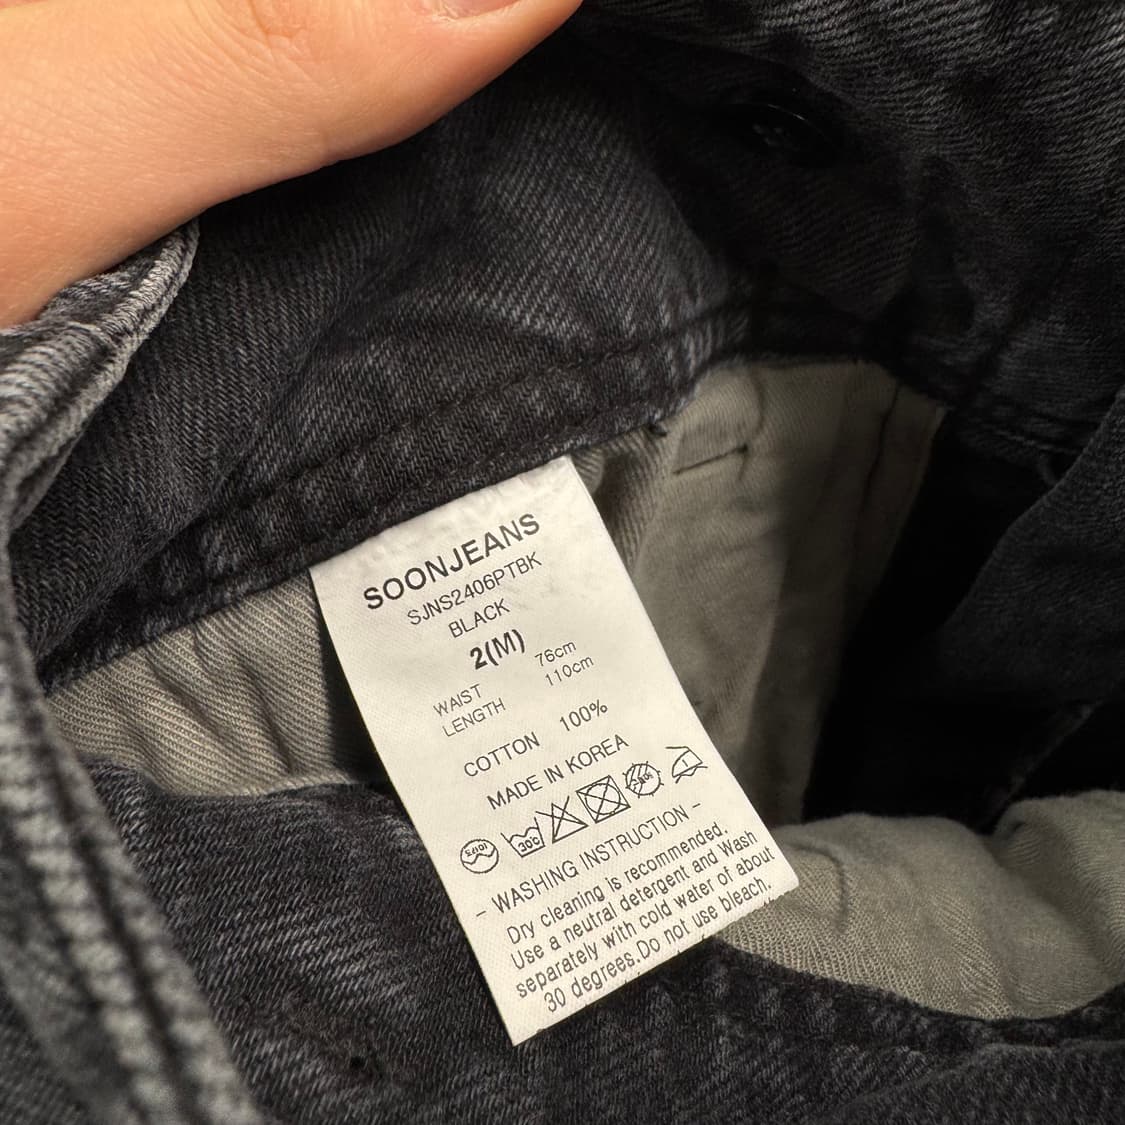 SOONJEANS
SJNS2406PTBK
BLACK
2(M)
WAIST 76cm
LENGTH 110cm
COTTON 100%
MADE IN KOREA
30℃
- WASHING INSTRUCTION -
Dry cleaning is recommended.
Use a neutral detergent and Wash
separately with cold water of about
30 degrees.Do not use bleach.